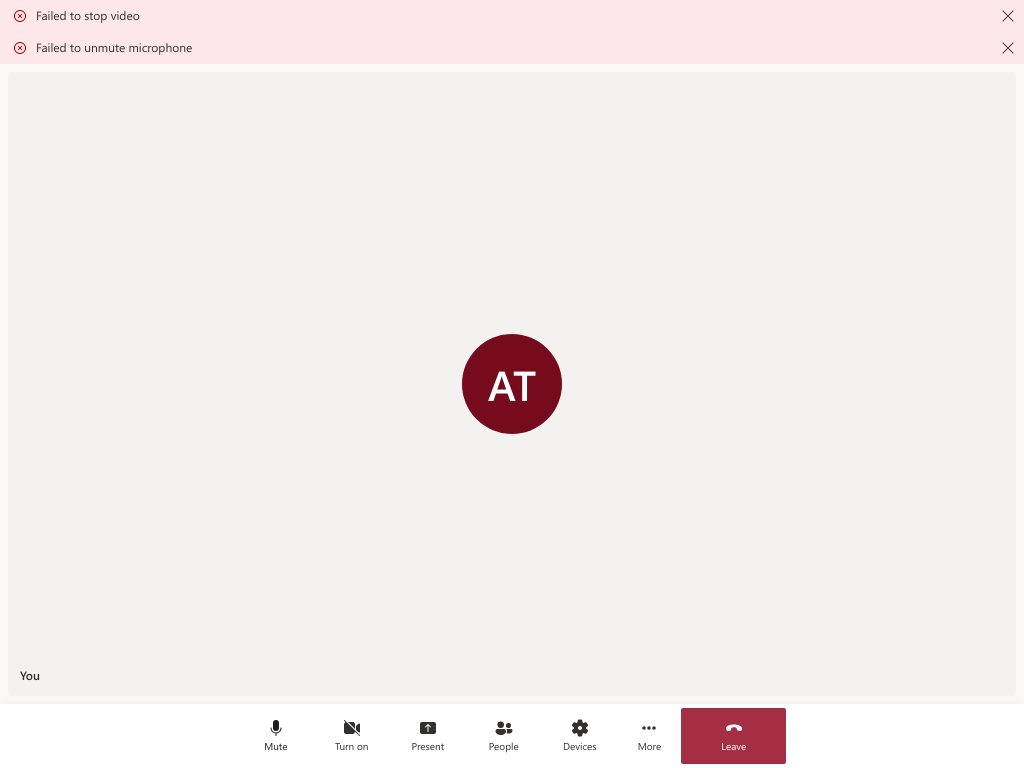 Failed to stop video
Failed to unmute microphone
AT
You
Mute
Turn on
Present
People
Devices
More
Leave